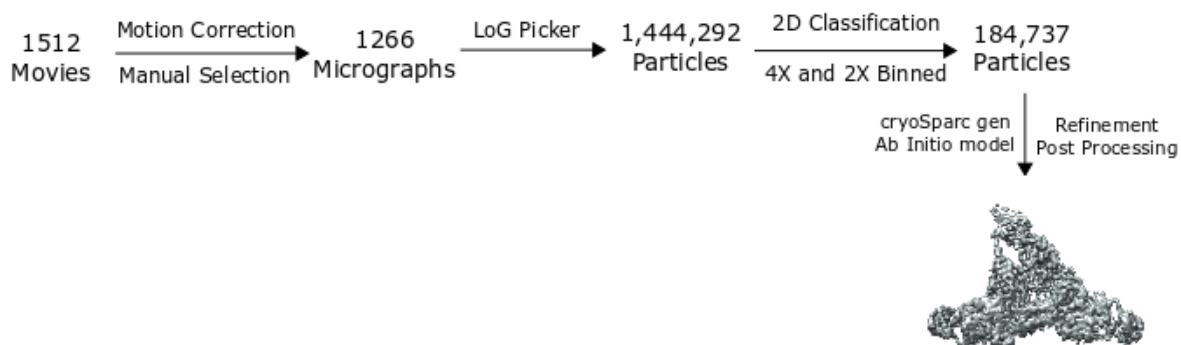 1512
Movies
Motion Correction
Manual Selection
1266
Micrographs
LoG Picker
1,444,292
Particles
2D Classification
4X and 2X Binned
184,737
Particles
cryoSparc gen
Ab Initio model
Refinement
Post Processing